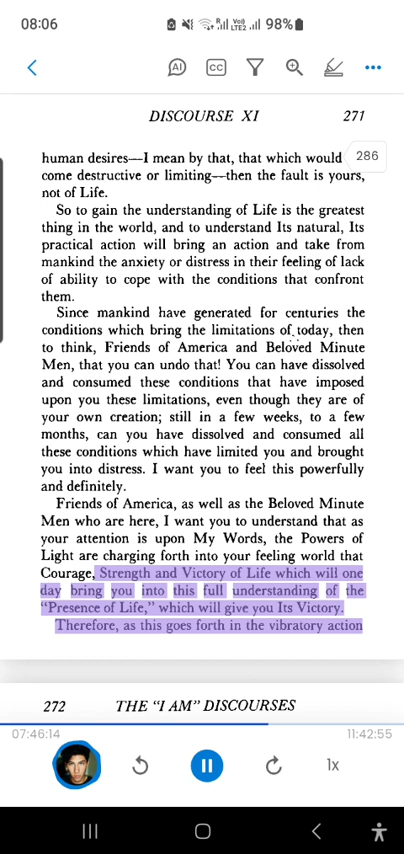 08:06
98%
AI CC
DISCOURSE XI 271
286
human desires—I mean by that, that which would
come destructive or limiting—then the fault is yours,
not of Life.
So to gain the understanding of Life is the greatest
thing in the world, and to understand Its natural, Its
practical action will bring an action and take from
mankind the anxiety or distress in their feeling of lack
of ability to cope with the conditions that confront
them.
Since mankind have generated for centuries the
conditions which bring the limitations of today, then
to think, Friends of America and Beloved Minute
Men, that you can undo that! You can have dissolved
and consumed these conditions that have imposed
upon you these limitations, even though they are of
your own creation; still in a few weeks, to a few
months, can you have dissolved and consumed all
these conditions which have limited you and brought
you into distress. I want you to feel this powerfully
and definitely.
Friends of America, as well as the Beloved Minute
Men who are here, I want you to understand that as
your attention is upon My Words, the Powers of
Light are charging forth into your feeling world that
Courage, Strength and Victory of Life which will one
day bring you into this full understanding of the
“Presence of Life,” which will give you Its Victory.
Therefore, as this goes forth in the vibratory action
272 THE “I AM” DISCOURSES
07:46:14 11:42:55
1x